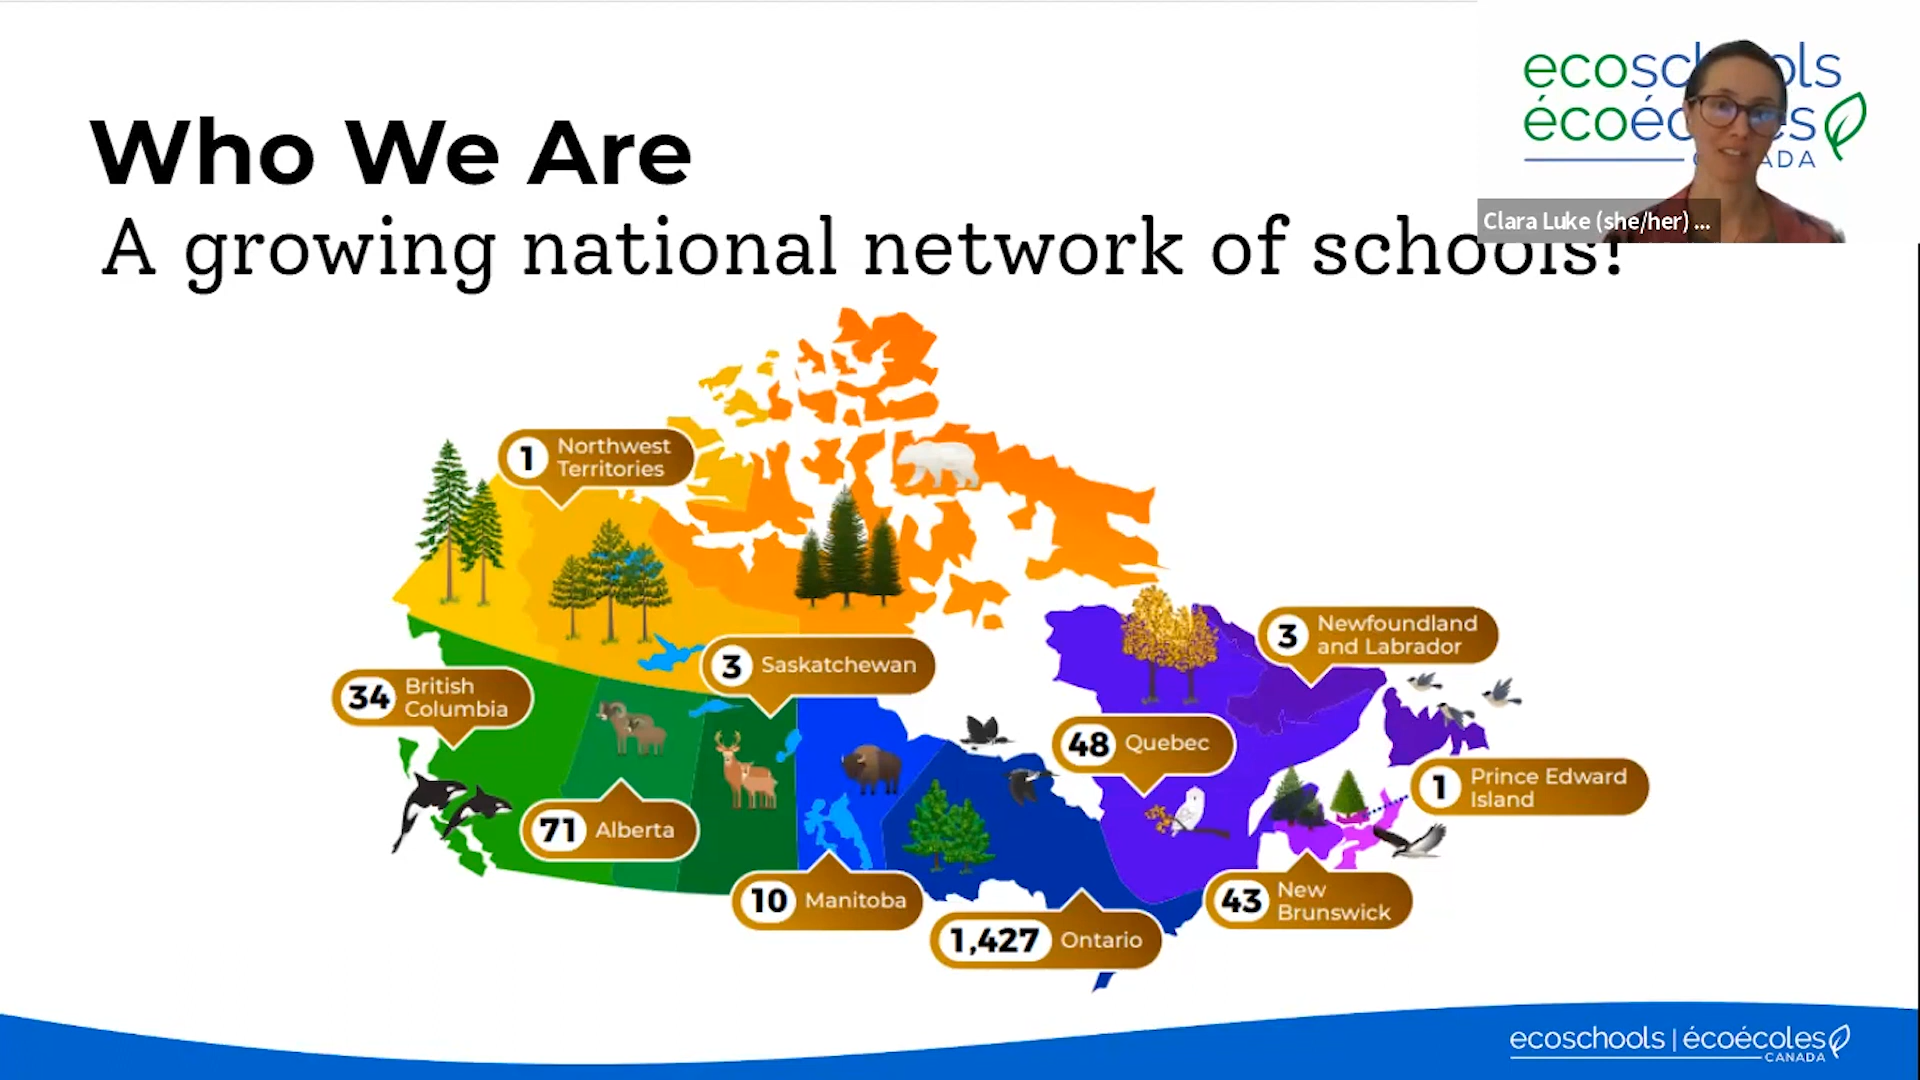 Who We Are
A growing national network of schools!
Clara Luke (she/her) ...
1 Northwest
Territories
3 Saskatchewan
34 British
Columbia
3 Newfoundland
and Labrador
48 Quebec
1 Prince Edward
Island
71 Alberta
10 Manitoba
43 New
Brunswick
1,427 Ontario
ecoschools | écoécoles
CANADA